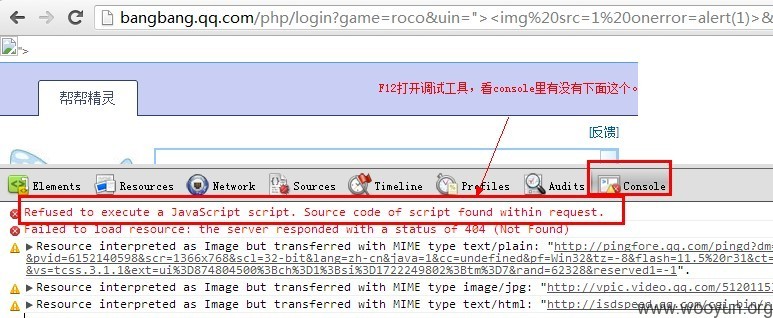 bangbang.qq.com/php/login?game=roco&uin="><img%20src=1%20onerror=alert(1)>&
">
F12打开调试工具，看console里有没有下面这个。
帮帮精灵
[反馈]
Elements Resources Network Sources Timeline Profiles Audits Console
Refused to execute a JavaScript script. Source code of script found within request.
Failed to load resource: the server responded with a status of 404 (Not Found)
Resource interpreted as Image but transferred with MIME type text/plain: "http://pingfore.qq.com/pingd?dm=
&pvid=6152140598&scr=1366x768&scl=32-bit&lang=zh-cn&java=1&cc=undefined&pf=Win32&tz=-8&flash=11.5%20r31&ct=
&vs=tcss.3.1.1&ext=ui%3D874804500%3Bch%3D1%3Bsi%3D1722249802%3Btm%3D7&rand=62328&reserved1=-1".
Resource interpreted as Image but transferred with MIME type image/jpg: "http://vpic.video.qq.com/5120115
Resource interpreted as Image but transferred with MIME type text/html: "http://isdspeed.qq.com/cgi-bin/r
www.wooyun.org